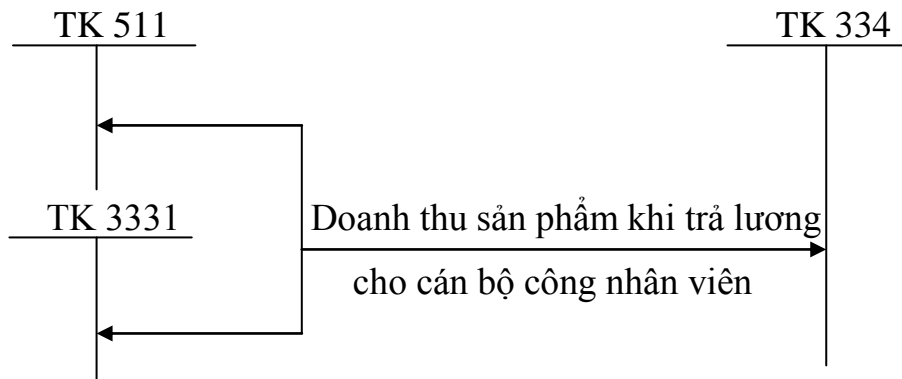 TK 511
TK 334
TK 3331
Doanh thu sản phẩm khi trả lương
cho cán bộ công nhân viên